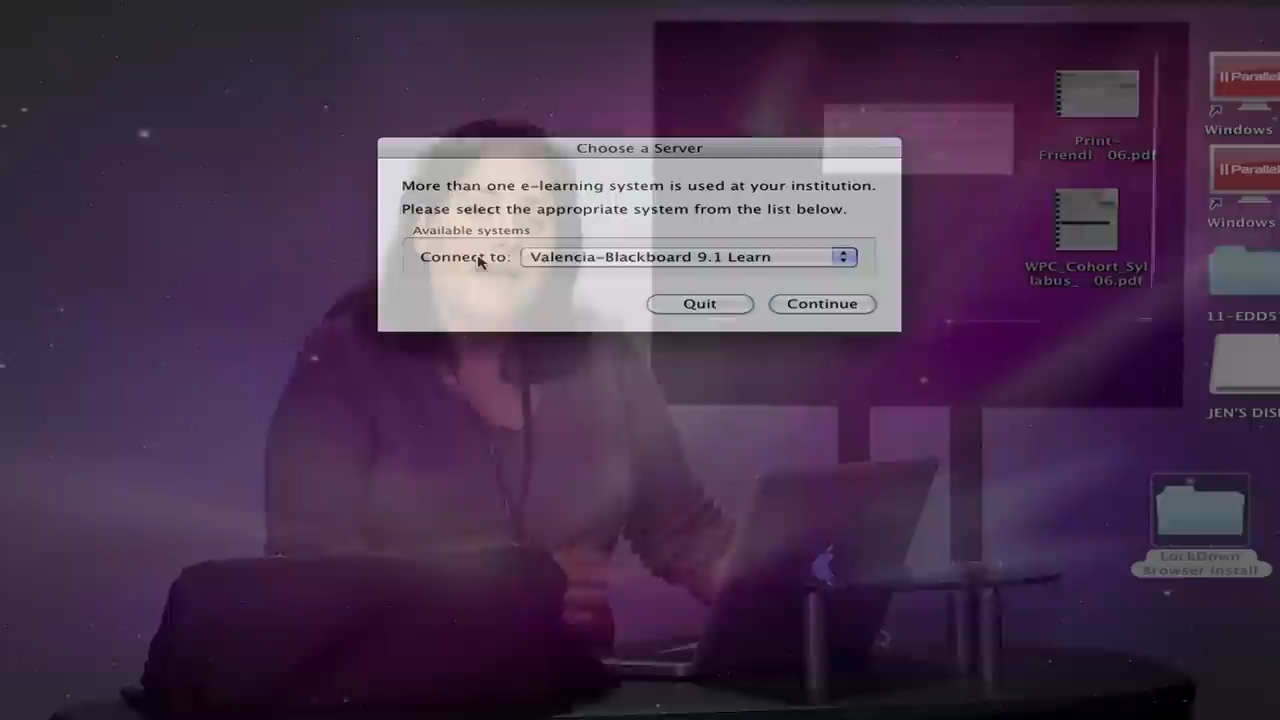 Choose a Server
More than one e-learning system is used at your institution.
Please select the appropriate system from the list below.
Available systems
Connect to:
Valencia-Blackboard 9.1 Learn
Quit
Continue
Print-
Friendl 06.pdf
WPC_Cohort_Syl
labus_ 06.pdf
Parallel
Windows
Parallel
Windows
11-EDD5
JEN'S DIS
LockDown
Browser Install